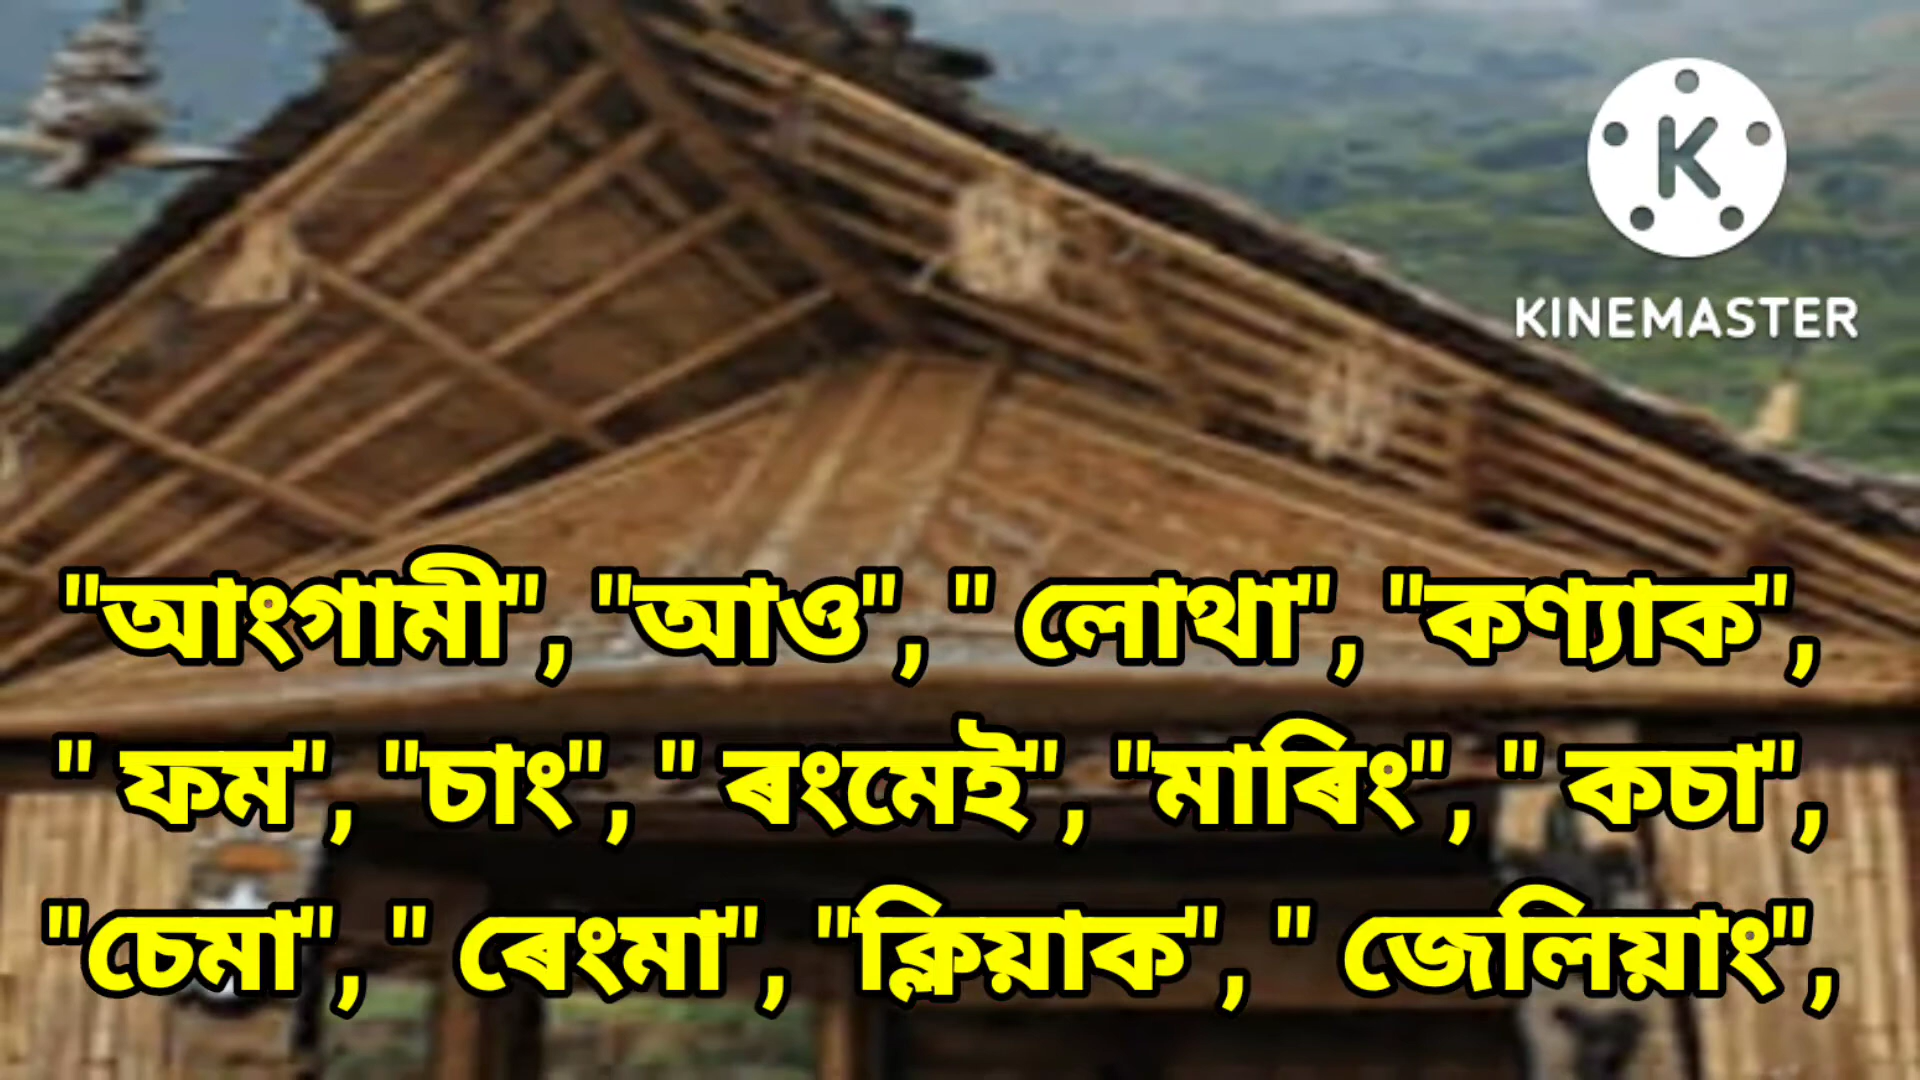 K
KINEMASTER
"আংগামী", "আও", " লোথা", "কণ্যাক",
" ফম", "চাং", " ৰংমেই", "মাৰিং", " কচা",
"চেমা", " ৰেংমা", "ক্লিয়াক", " জেলিয়াং",